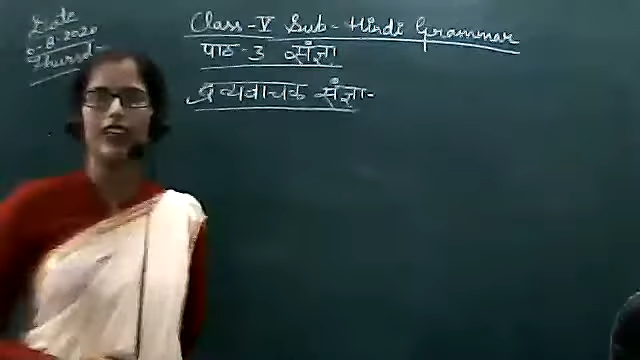 Date
6-8-2020
Thursd-
Class-V Sub-Hindi Grammar
पाठ-3 संज्ञा
द्रव्यवाचक संज्ञा-